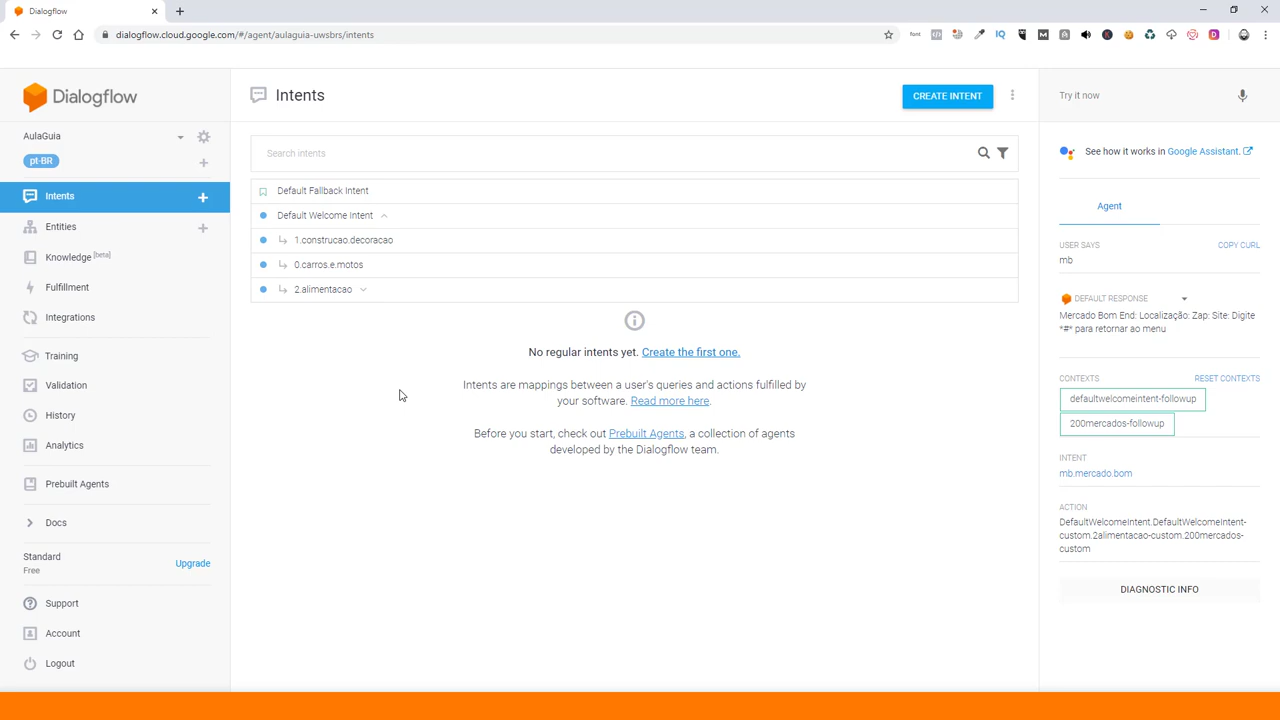 Dialogflow
dialogflow.cloud.google.com/#/agent/aulaguia-uwsbrs/intents
Dialogflow
AulaGuia
pt-BR
Intents
Entities
Knowledge [beta]
Fulfillment
Integrations
Training
Validation
History
Analytics
Prebuilt Agents
Docs
Standard
Free
Upgrade
Support
Account
Logout
Intents
CREATE INTENT
Search intents
Default Fallback Intent
Default Welcome Intent
1.construcao.decoracao
0.carros.e.motos
2.alimentacao
No regular intents yet. Create the first one.
Intents are mappings between a user's queries and actions fulfilled by
your software. Read more here.
Before you start, check out Prebuilt Agents, a collection of agents
developed by the Dialogflow team.
Try it now
See how it works in Google Assistant.
Agent
USER SAYS
COPY CURL
mb
DEFAULT RESPONSE
Mercado Bom End: Localização: Zap: Site: Digite
*#* para retornar ao menu
CONTEXTS
RESET CONTEXTS
defaultwelcomeintent-followup
200mercados-followup
INTENT
mb.mercado.bom
ACTION
DefaultWelcomeIntent.DefaultWelcomeIntent-
custom.2alimentacao-custom.200mercados-
custom
DIAGNOSTIC INFO